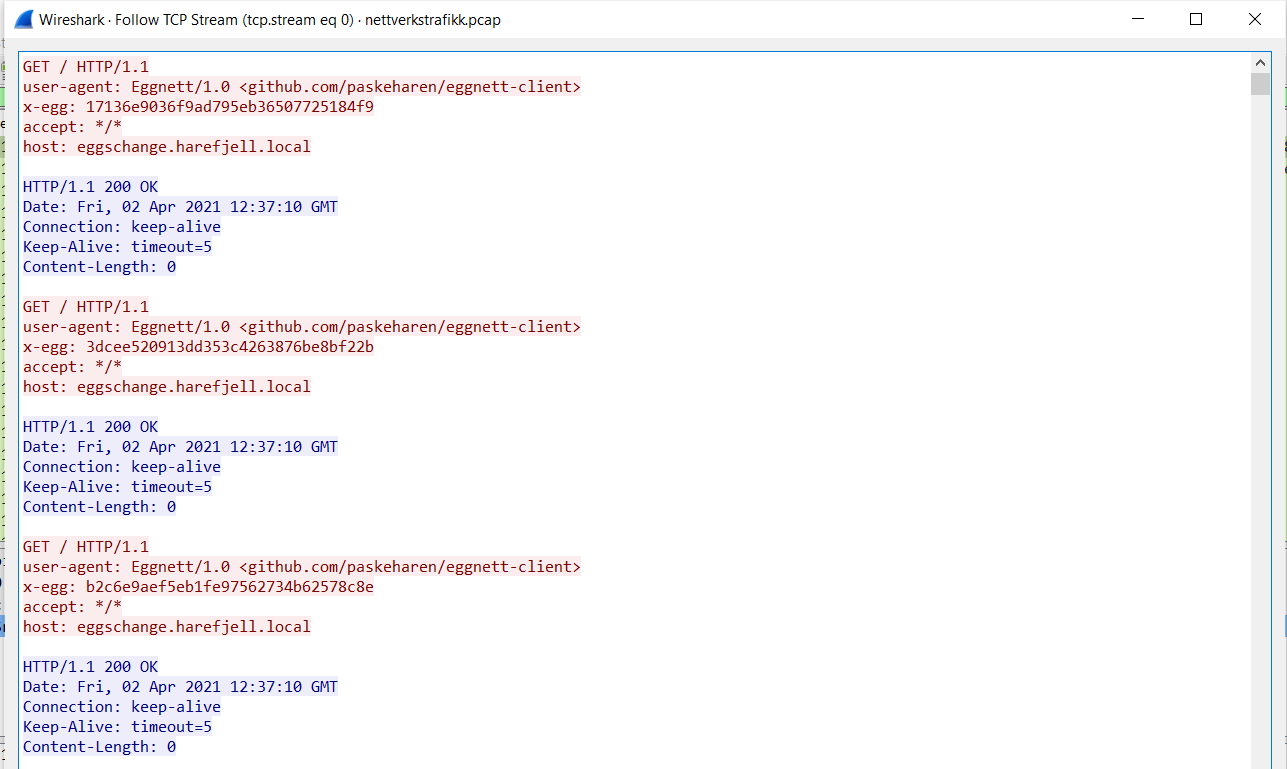 Wireshark · Follow TCP Stream (tcp.stream eq 0) · nettverkstrafikk.pcap
GET / HTTP/1.1
user-agent: Eggnett/1.0 <github.com/paskeharen/eggnett-client>
x-egg: 17136e9036f9ad795eb36507725184f9
accept: */*
host: eggschange.harefjell.local
HTTP/1.1 200 OK
Date: Fri, 02 Apr 2021 12:37:10 GMT
Connection: keep-alive
Keep-Alive: timeout=5
Content-Length: 0
GET / HTTP/1.1
user-agent: Eggnett/1.0 <github.com/paskeharen/eggnett-client>
x-egg: 3dcee520913dd353c4263876be8bf22b
accept: */*
host: eggschange.harefjell.local
HTTP/1.1 200 OK
Date: Fri, 02 Apr 2021 12:37:10 GMT
Connection: keep-alive
Keep-Alive: timeout=5
Content-Length: 0
GET / HTTP/1.1
user-agent: Eggnett/1.0 <github.com/paskeharen/eggnett-client>
x-egg: b2c6e9aef5eb1fe97562734b62578c8e
accept: */*
host: eggschange.harefjell.local
HTTP/1.1 200 OK
Date: Fri, 02 Apr 2021 12:37:10 GMT
Connection: keep-alive
Keep-Alive: timeout=5
Content-Length: 0